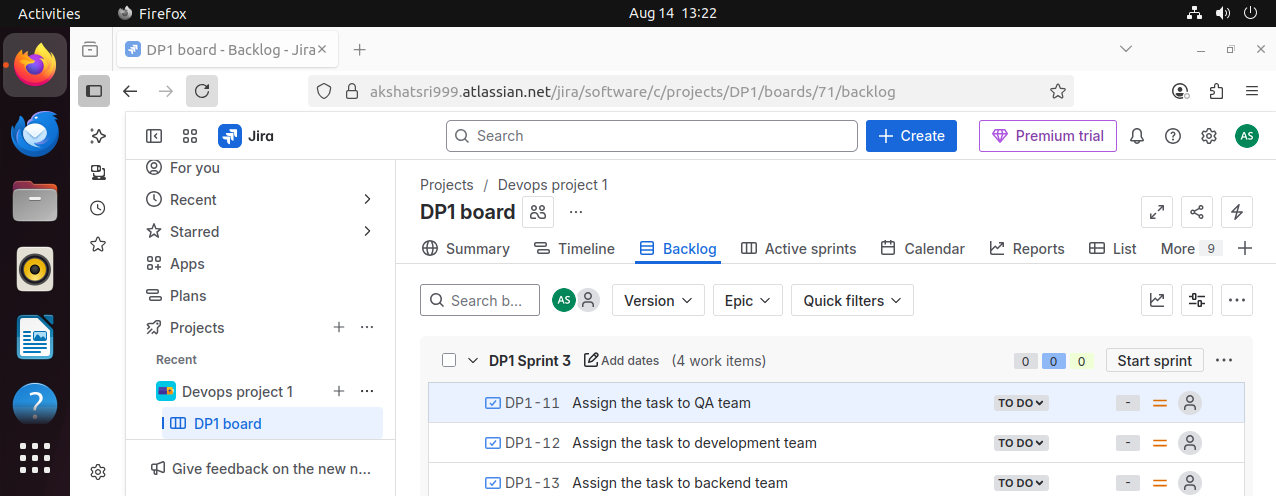 Activities Firefox Aug 14 13:22
DP1 board - Backlog - Jira
akshatsri999.atlassian.net/jira/software/c/projects/DP1/boards/71/backlog
Jira Search Create Premium trial AS
For you
Recent
Starred
Apps
Plans
Projects
Recent
Devops project 1
DP1 board
Give feedback on the new n...
Projects / Devops project 1
DP1 board
Summary Timeline Backlog Active sprints Calendar Reports List More 9
Search b... AS Version Epic Quick filters
DP1 Sprint 3 Add dates (4 work items) 0 0 0 Start sprint
DP1-11 Assign the task to QA team TO DO -
DP1-12 Assign the task to development team TO DO -
DP1-13 Assign the task to backend team TO DO -